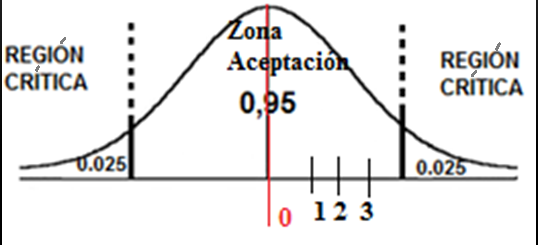 REGIÓN
CRÍTICA
Zona
Aceptación
0,95
REGIÓN
CRÍTICA
0.025
0.025
0
1 2 3